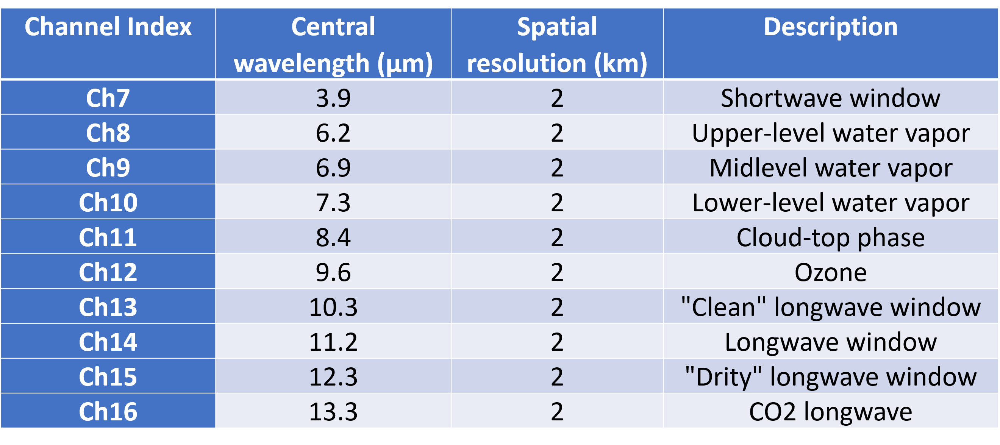 Channel Index Central Spatial Description
wavelength (µm) resolution (km)
Ch7 3.9 2 Shortwave window
Ch8 6.2 2 Upper-level water vapor
Ch9 6.9 2 Midlevel water vapor
Ch10 7.3 2 Lower-level water vapor
Ch11 8.4 2 Cloud-top phase
Ch12 9.6 2 Ozone
Ch13 10.3 2 "Clean" longwave window
Ch14 11.2 2 Longwave window
Ch15 12.3 2 "Drity" longwave window
Ch16 13.3 2 CO2 longwave